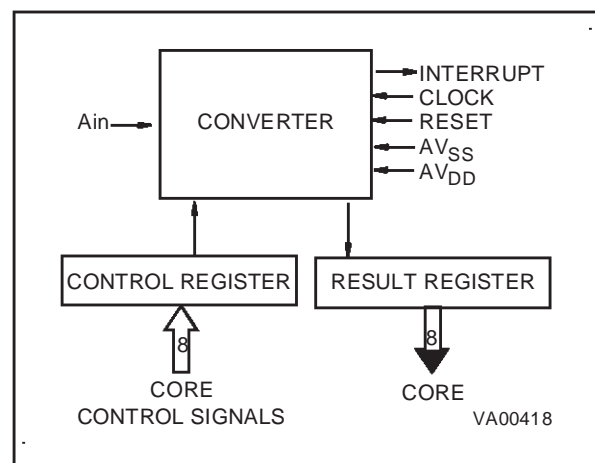 INTERRUPT
CLOCK
Ain
CONVERTER
RESET
AVSS
AVDD
CONTROL REGISTER
RESULT REGISTER
8
8
CORE
CONTROL SIGNALS
CORE
VA00418